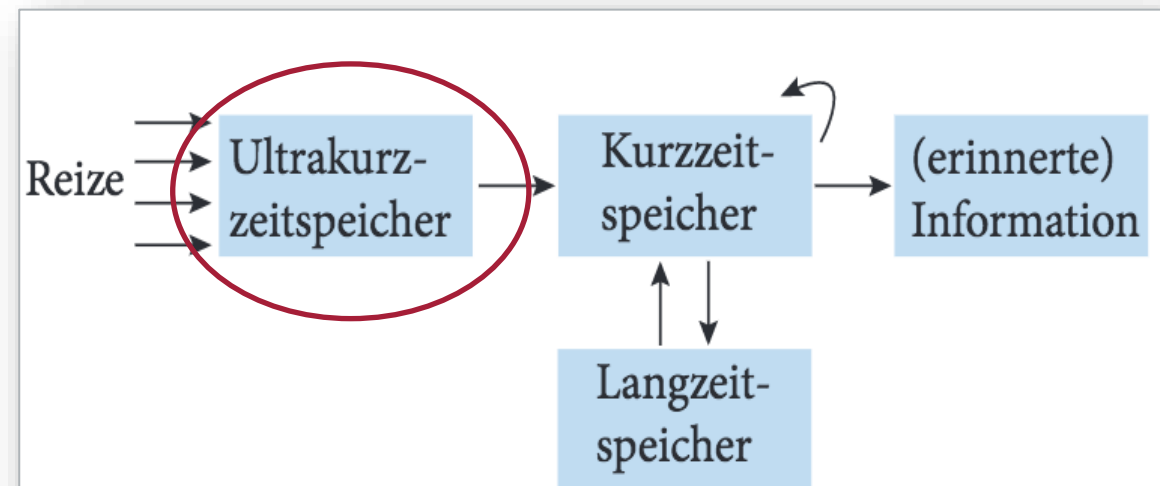 Reize
Ultrakurz-
zeitspeicher
Kurzzeit-
speicher
(erinnerte)
Information
Langzeit-
speicher